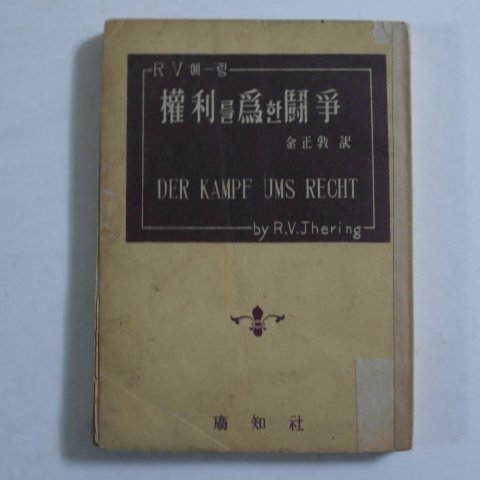 R V 예-링
權利를爲한鬪爭
金正敦 訳
DER KAMPF UMS RECHT
by R.V.Jhering
廣知社